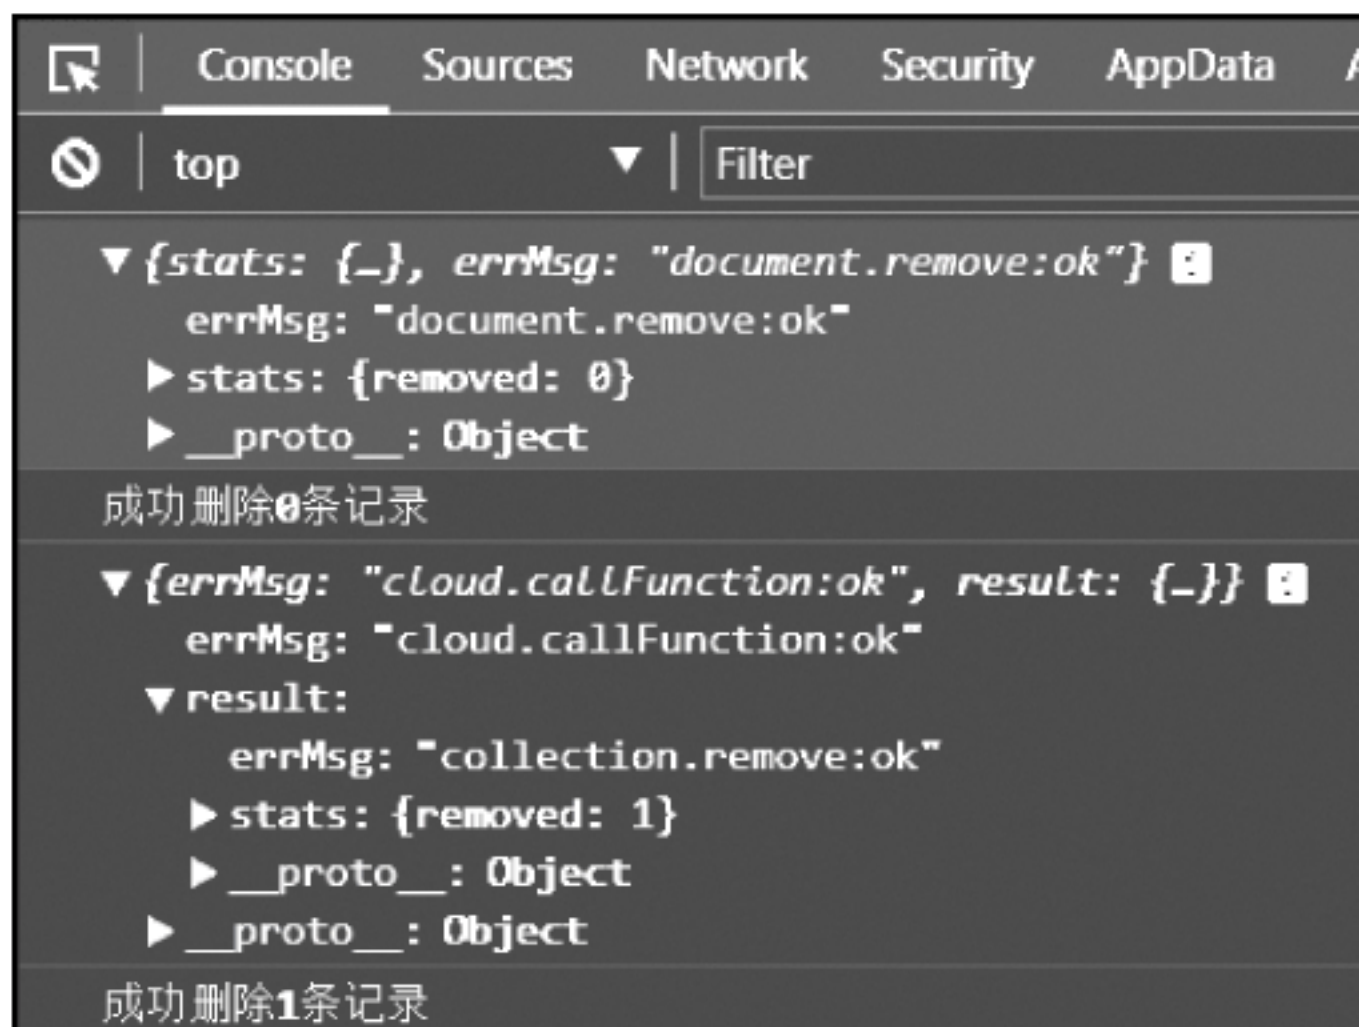 Console Sources Network Security AppData
top Filter
▼{stats: {…}, errMsg: "document.remove:ok"}
errMsg: "document.remove:ok"
▶stats: {removed: 0}
▶__proto__: Object
成功删除0条记录
▼{errMsg: "cloud.callFunction:ok", result: {…}}
errMsg: "cloud.callFunction:ok"
▼result:
errMsg: "collection.remove:ok"
▶stats: {removed: 1}
▶__proto__: Object
▶__proto__: Object
成功删除1条记录